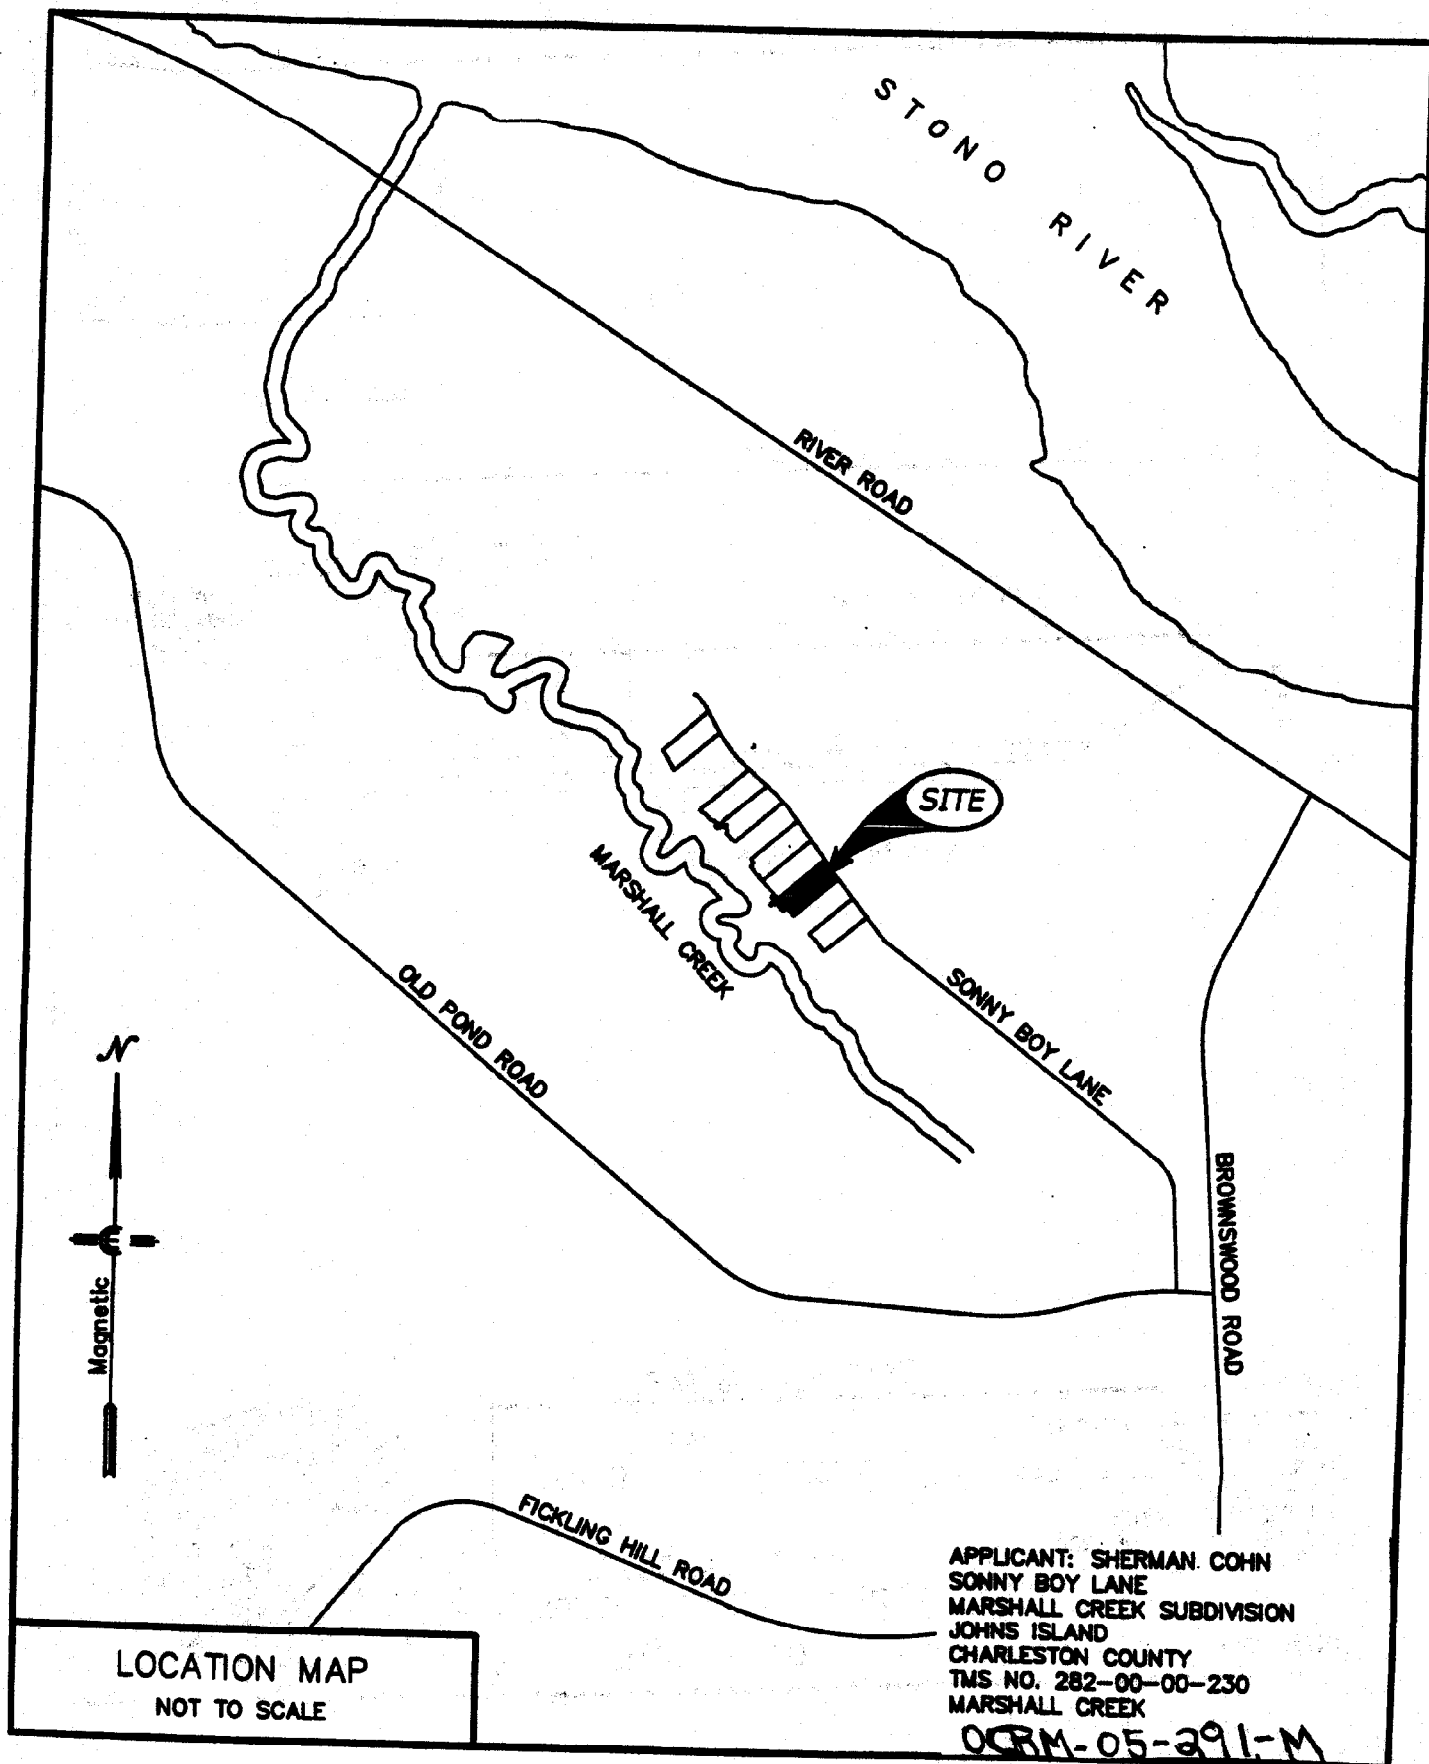 STONO RIVER
RIVER ROAD
SITE
MARSHALL CREEK
SONNY BOY LANE
OLD POND ROAD
N
Magnetic
BROWNSWOOD ROAD
FICKLING HILL ROAD
APPLICANT: SHERMAN COHN
SONNY BOY LANE
MARSHALL CREEK SUBDIVISION
JOHNS ISLAND
CHARLESTON COUNTY
TMS NO. 282-00-00-230
MARSHALL CREEK
OCRM-05-291-M
LOCATION MAP
NOT TO SCALE